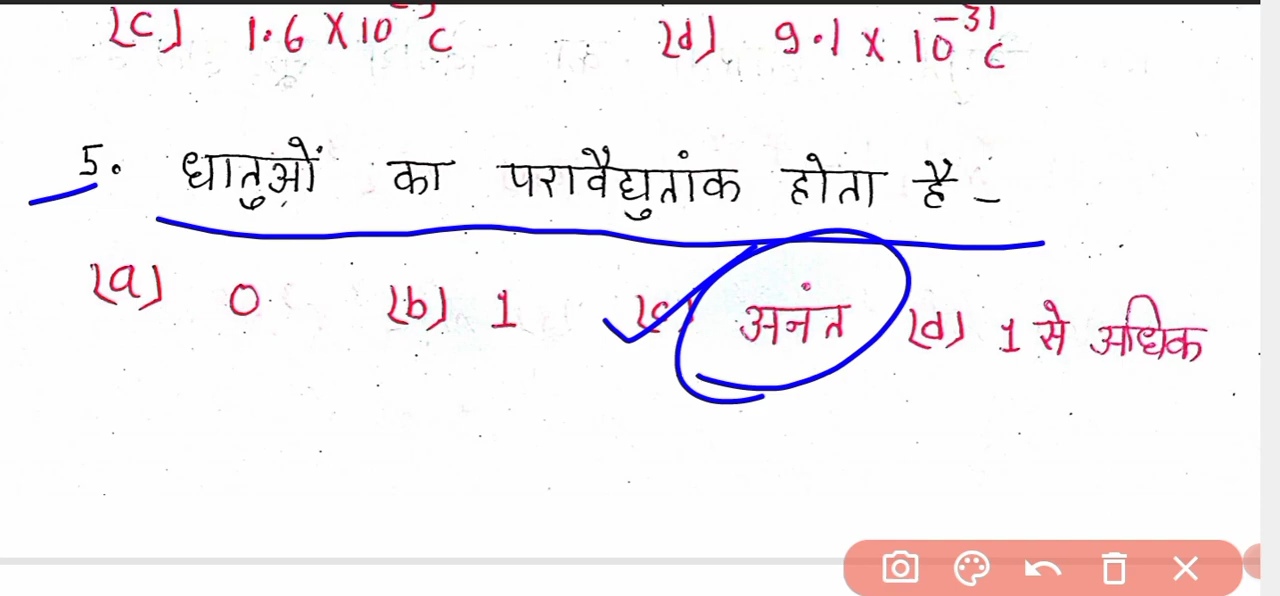 (c) 1.6 X 10 c (d) 9.1 x 10⁻³¹ c
5. धातुओं का परावैद्युतांक होता है -
(a) 0 (b) 1 (c) अनंत (d) 1 से अधिक